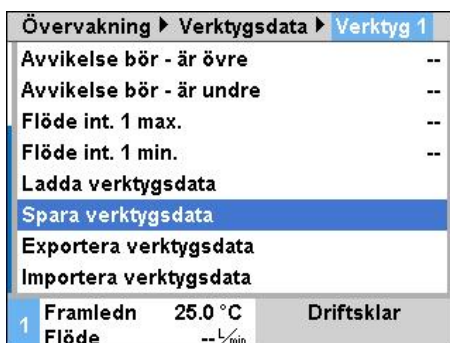 Övervakning ▶ Verktygsdata ▶ Verktyg 1
Avvikelse bör - är övre --
Avvikelse bör - är undre --
Flöde int. 1 max. --
Flöde int. 1 min. --
Ladda verktygsdata
Spara verktygsdata
Exportera verktygsdata
Importera verktygsdata
1 Framledn 25.0 °C Driftsklar
Flöde -- L/min